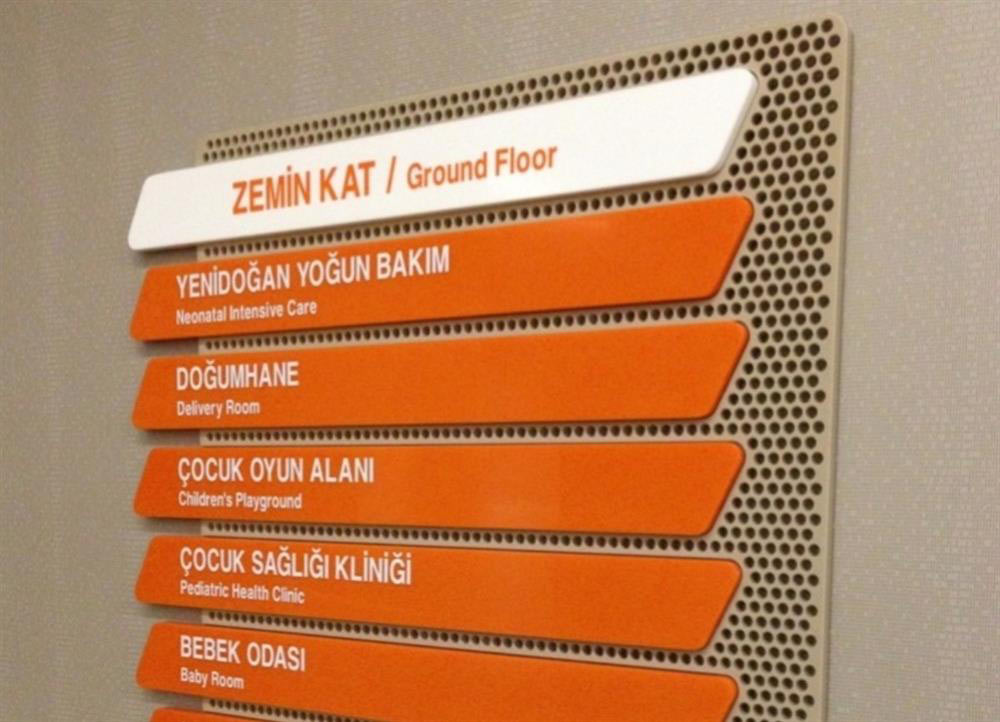 ZEMİN KAT / Ground Floor
YENİDOĞAN YOĞUN BAKIM
Neonatal Intensive Care
DOĞUMHANE
Delivery Room
ÇOCUK OYUN ALANI
Children's Playground
ÇOCUK SAĞLIĞI KLİNİĞİ
Pediatric Health Clinic
BEBEK ODASI
Baby Room